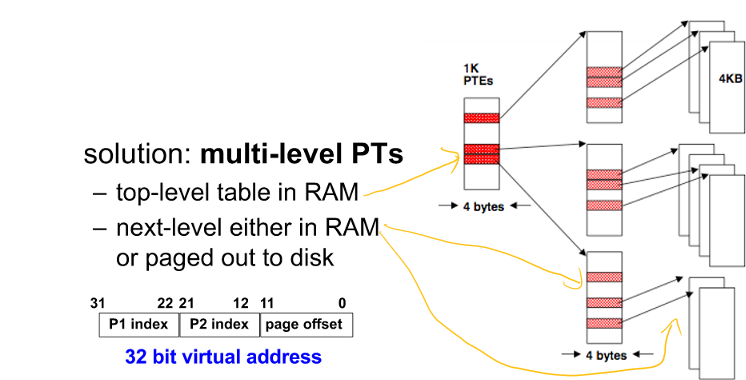 1K
PTEs
4KB
solution: multi-level PTs
– top-level table in RAM
4 bytes
– next-level either in RAM
or paged out to disk
31 22 21 12 11 0
P1 index P2 index page offset
32 bit virtual address
4 bytes